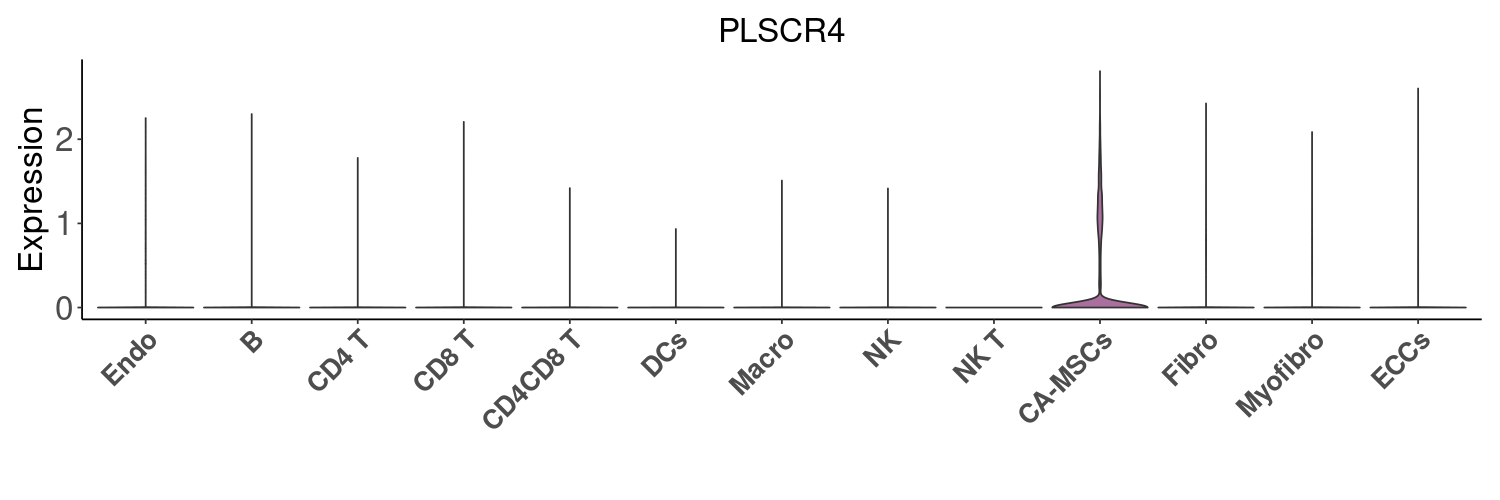 PLSCR4
Expression
2
1
0
Endo
B
CD4 T
CD8 T
CD4CD8 T
DCs
Macro
NK
NK T
CA-MSCs
Fibro
Myofibro
ECCs